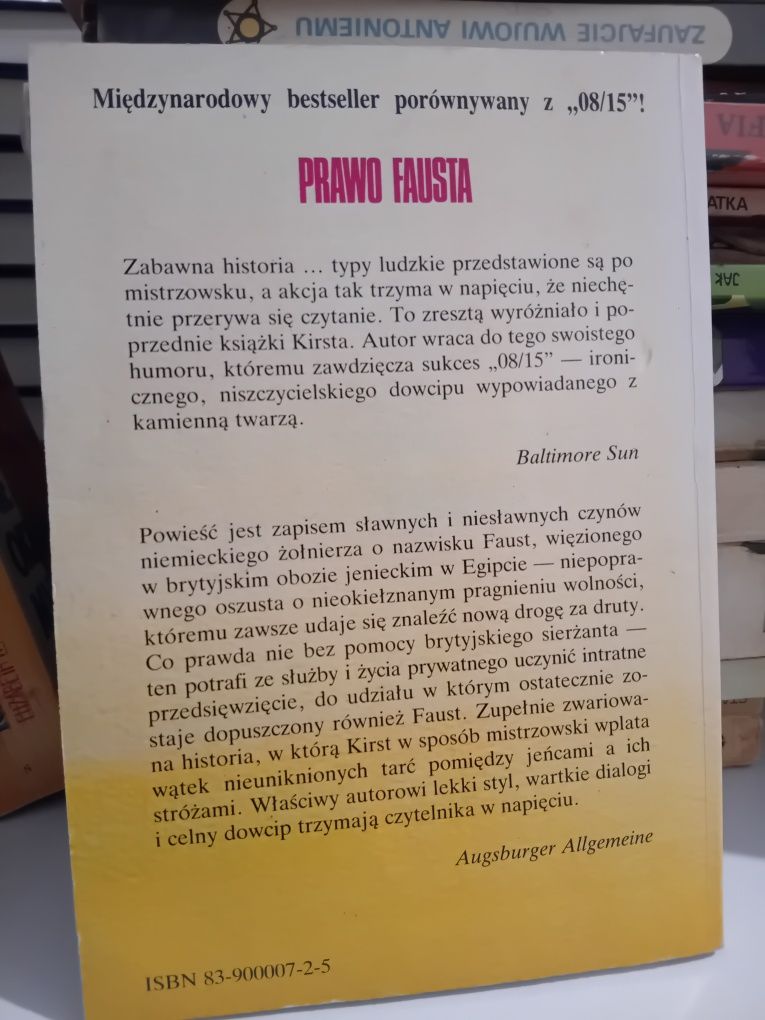 ZAUFAJCIE WUJOWI ANTONIEMU
Międzynarodowy bestseller porównywany z „08/15”!
PRAWO FAUSTA
Zabawna historia ... typy ludzkie przedstawione są po
mistrzowsku, a akcja tak trzyma w napięciu, że niechę-
tnie przerywa się czytanie. To zresztą wyróżniało i po-
przednie książki Kirsta. Autor wraca do tego swoistego
humoru, któremu zawdzięcza sukces „08/15” — ironi-
cznego, niszczycielskiego dowcipu wypowiadanego z
kamienną twarzą.
Baltimore Sun
Powieść jest zapisem sławnych i niesławnych czynów
niemieckiego żołnierza o nazwisku Faust, więzionego
w brytyjskim obozie jenieckim w Egipcie — niepopra-
wnego oszusta o nieokiełznanym pragnieniu wolności,
któremu zawsze udaje się znaleźć nową drogę za druty.
Co prawda nie bez pomocy brytyjskiego sierżanta —
ten potrafi ze służby i życia prywatnego uczynić intratne
przedsięwzięcie, do udziału w którym ostatecznie zo-
staje dopuszczony również Faust. Zupełnie zwariowa-
na historia, w którą Kirst w sposób mistrzowski wplata
wątek nieuniknionych tarć pomiędzy jeńcami a ich
stróżami. Właściwy autorowi lekki styl, wartkie dialogi
i celny dowcip trzymają czytelnika w napięciu.
Augsburger Allgemeine
ISBN 83-900007-2-5
FIA
ATKA
JAK